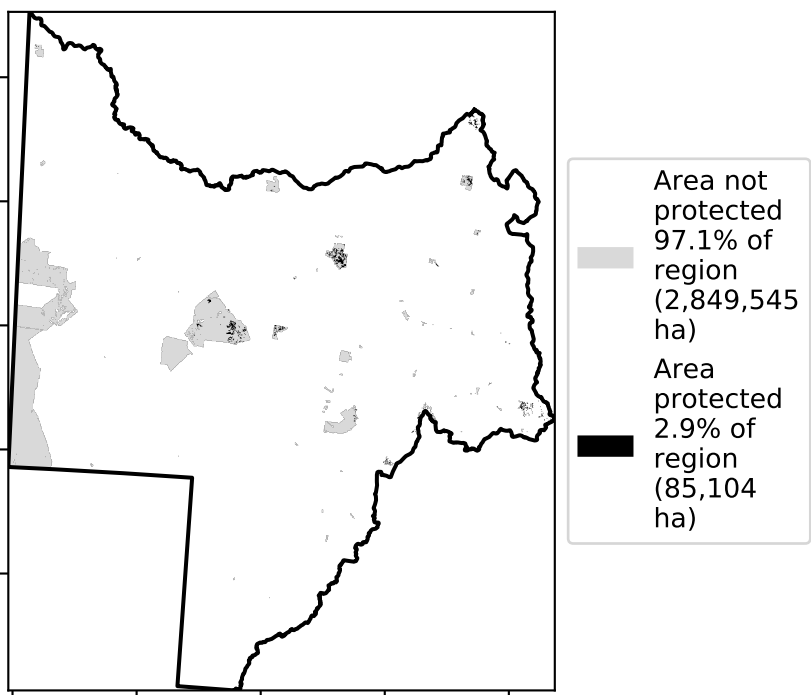 Area not
protected
97.1% of
region
(2,849,545
ha)
Area
protected
2.9% of
region
(85,104
ha)